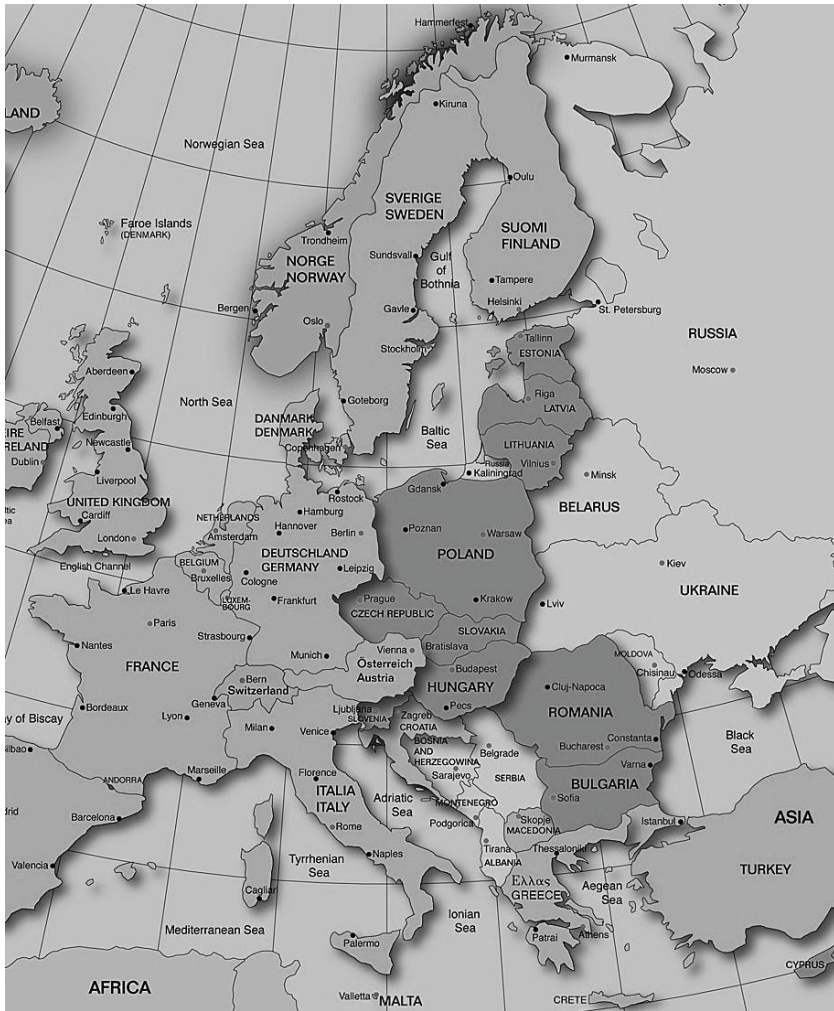 Hammerfest
Murmansk
Kiruna
LAND
Norwegian Sea
Oulu
SVERIGE
SWEDEN
SUOMI
FINLAND
Faroe Islands
(DENMARK)
Trondheim
NORGE
NORWAY
Sundsvall
Gulf
of
Bothnia
Tampere
Bergen
Gavle
Helsinki
St. Petersburg
Oslo
Stockholm
Tallinn
ESTONIA
RUSSIA
Moscow
Aberdeen
North Sea
Goteborg
Riga
LATVIA
Edinburgh
DANMARK
DENMARK
Baltic
Sea
Belfast
EIRE
IRELAND
Newcastle
Copenhagen
LITHUANIA
Dublin
Russia
Vilnius
Kaliningrad
Minsk
Liverpool
Gdansk
Rostock
BELARUS
UNITED KINGDOM
Cardiff
Hamburg
NETHERLANDS
Amsterdam
Hannover
Berlin
Poznan
Warsaw
London
English Channel
DEUTSCHLAND
GERMANY
POLAND
Kiev
BELGIUM
Bruxelles
Cologne
Leipzig
UKRAINE
Le Havre
LUXEM-
BOURG
Frankfurt
Prague
CZECH REPUBLIC
Krakow
Lviv
Paris
Strasbourg
SLOVAKIA
Nantes
Munich
Vienna
Bratislava
MOLDOVA
FRANCE
Österreich
Austria
Budapest
Chisinau
Odessa
Bern
Switzerland
HUNGARY
Cluj-Napoca
Geneva
Bordeaux
Lyon
Ljubljana
SLOVENIA
Zagreb
CROATIA
Pecs
ROMANIA
ay of Biscay
Milan
Venice
BOSNIA
AND
HERZEGOWINA
Belgrade
Bucharest
Constanta
Black
Sea
Bilbao
Marseille
Florence
Sarajevo
SERBIA
Varna
ANDORRA
ITALIA
ITALY
BULGARIA
Adriatic
Sea
MONTENEGRO
Sofia
drid
Barcelona
Rome
Podgorica
Skopje
MACEDONIA
Istanbul
ASIA
Tirana
ALBANIA
Thessaloniki
Valencia
Tyrrhenian
Sea
Naples
TURKEY
Ελλας
GREECE
Aegean
Sea
Cagliari
Ionian
Sea
Mediterranean Sea
Palermo
Patrai
Athens
CYPRUS
AFRICA
Valletta
MALTA
CRETE